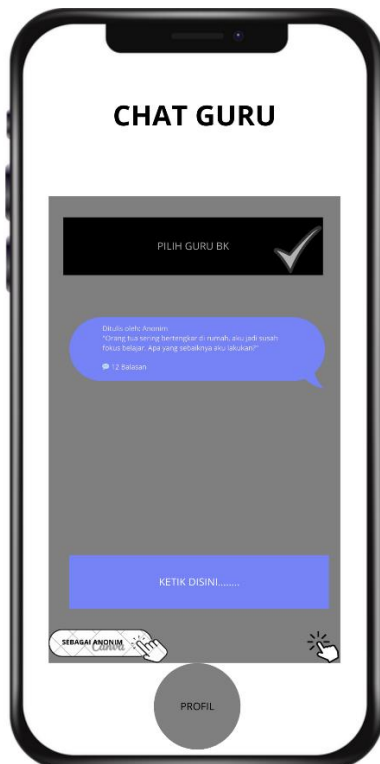 CHAT GURU
PILIH GURU BK
Ditulis oleh: Anonim
"Orang tua sering bertengkar di rumah, aku jadi susah
fokus belajar. Apa yang sebaiknya aku lakukan?"
12 Balasan
KETIK DISINI........
SEBAGAI ANONIM
Canva
PROFIL